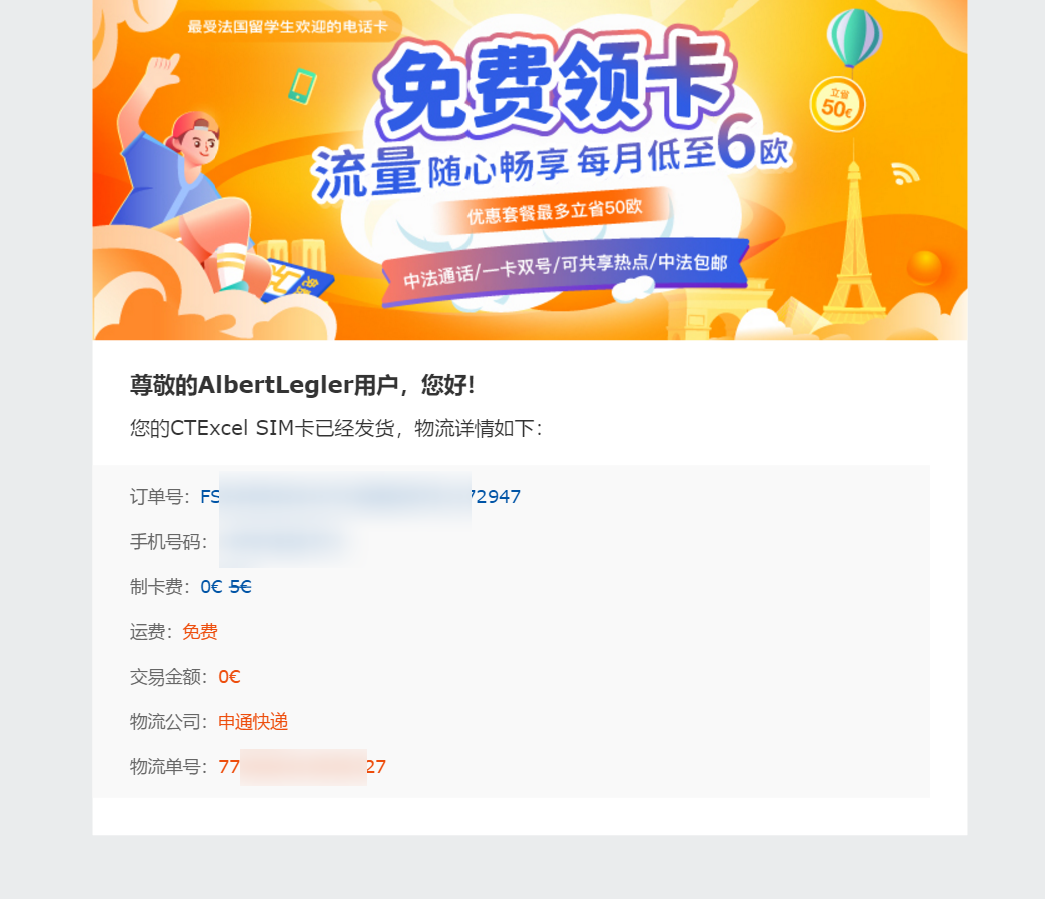 最受法国留学生欢迎的电话卡
免费领卡
立省
50€
流量随心畅享 每月低至6欧
优惠套餐最多立省50欧
中法通话/一卡双号/可共享热点/中法包邮
尊敬的AlbertLegler用户，您好！
您的CTExcel SIM卡已经发货，物流详情如下：
订单号：FS 72947
手机号码：
制卡费：0€ 5€
运费：免费
交易金额：0€
物流公司：申通快递
物流单号：77 27